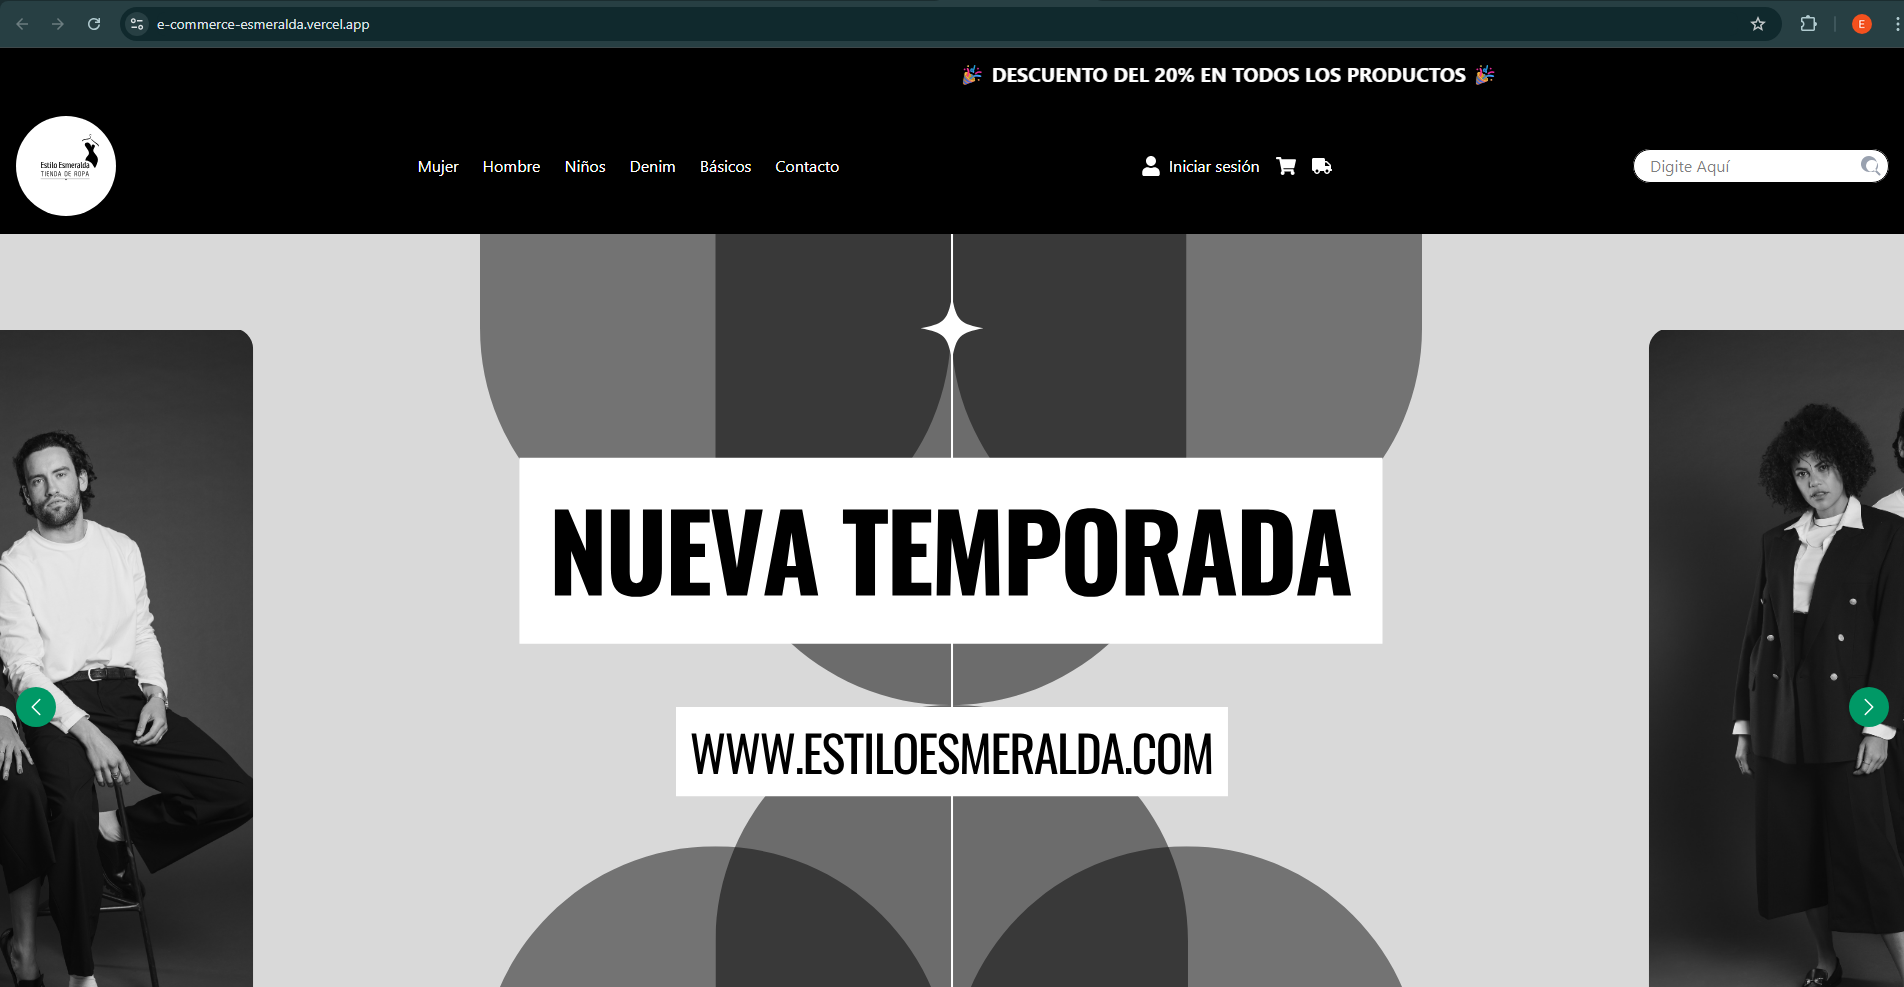 e-commerce-esmeralda.vercel.app
E
🎉 DESCUENTO DEL 20% EN TODOS LOS PRODUCTOS 🎉
Estilo Esmeralda
TIENDA DE ROPA
Mujer Hombre Niños Denim Básicos Contacto
Iniciar sesión
Digite Aquí
NUEVA TEMPORADA
WWW.ESTILOESMERALDA.COM